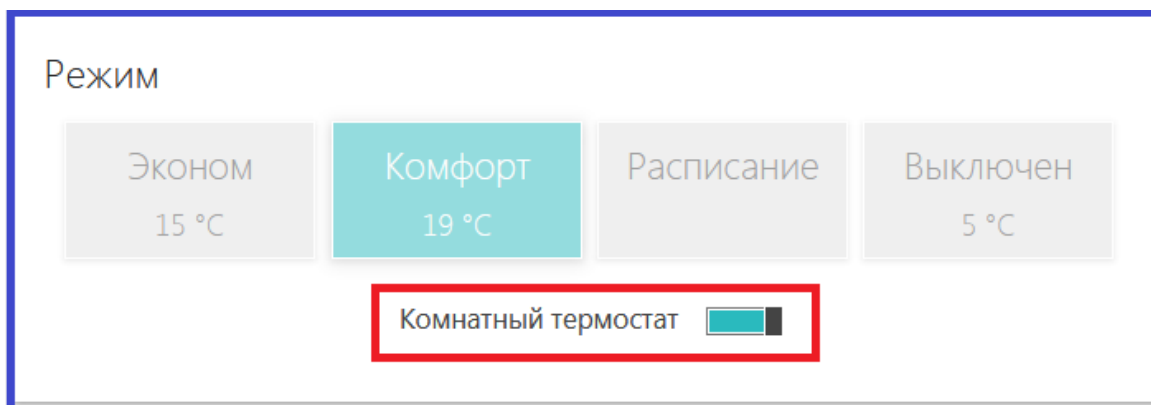 Режим
Эконом Комфорт Расписание Выключен
15 °C 19 °C 5 °C
Комнатный термостат